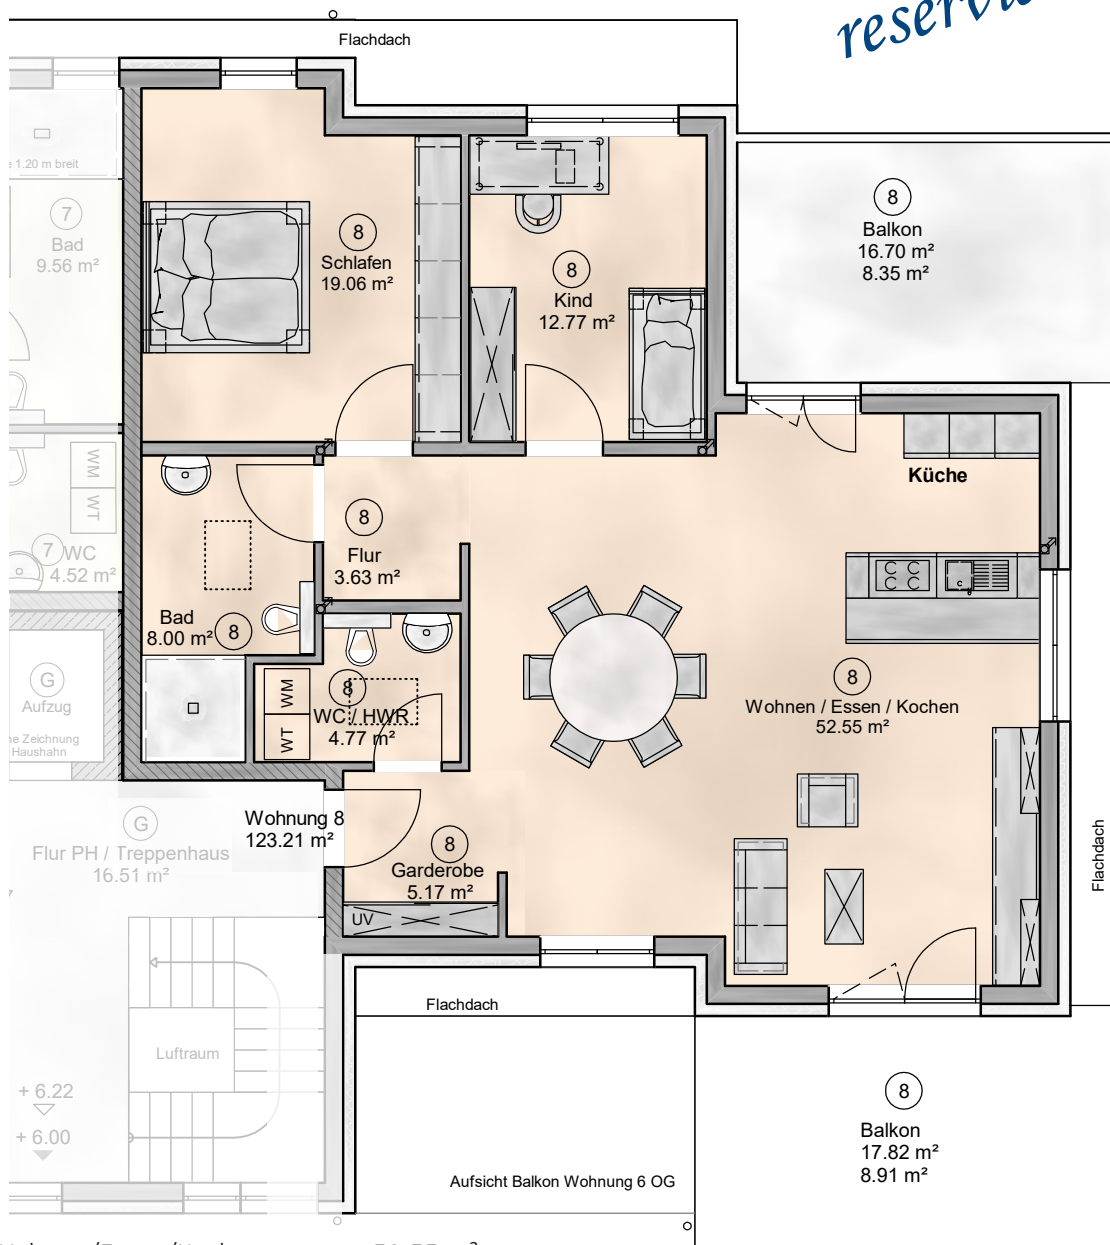 Flachdach
e 1.20 m breit
7
Bad
9.56 m²
8
Schlafen
19.06 m²
8
Kind
12.77 m²
8
Balkon
16.70 m²
8.35 m²
Küche
WM
WT
7 WC
4.52 m²
8
Flur
3.63 m²
Bad
8.00 m² 8
G
Aufzug
Haushahn
WM
WT
8
WC / HWR
4.77 m²
8
Wohnen / Essen / Kochen
52.55 m²
Wohnung 8
123.21 m²
G
Flur PH / Treppenhaus
16.51 m²
8
Garderobe
5.17 m²
UV
Flachdach
Flachdach
Luftraum
+ 6.22
+ 6.00
8
Balkon
17.82 m²
8.91 m²
Aufsicht Balkon Wohnung 6 OG